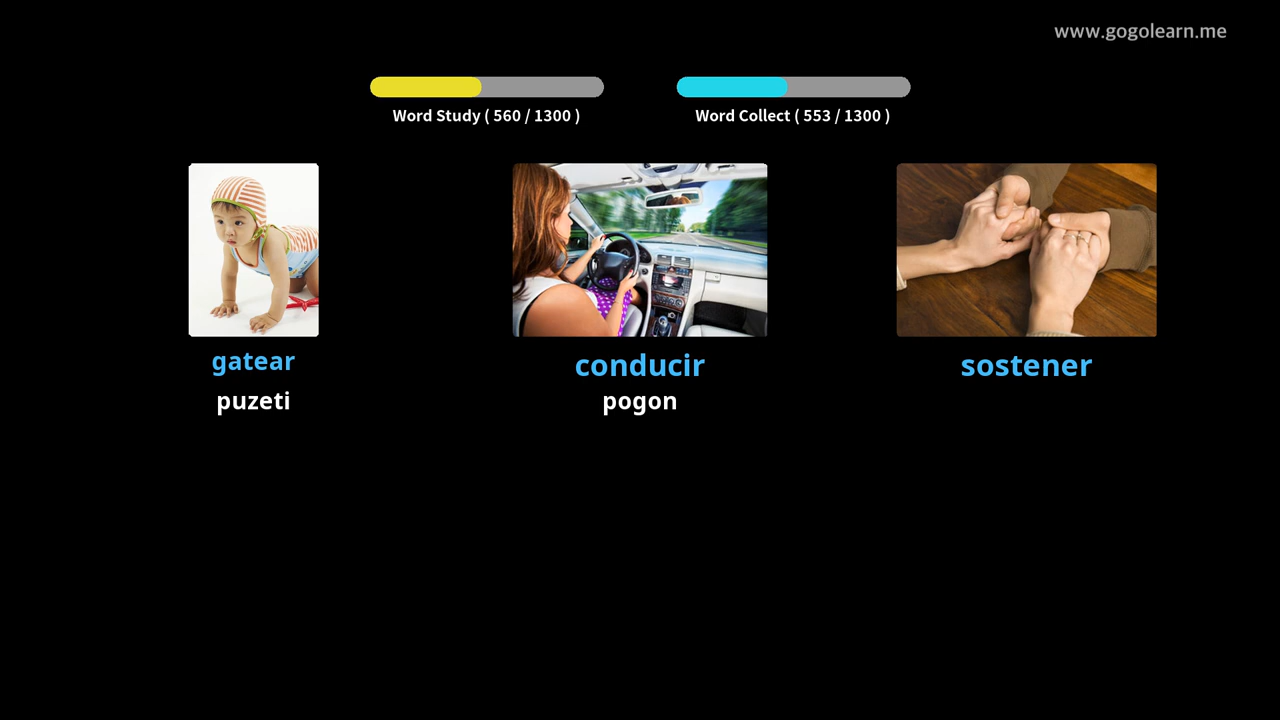 www.gogolearn.me
Word Study ( 560 / 1300 )
Word Collect ( 553 / 1300 )
gatear
puzeti
conducir
pogon
sostener